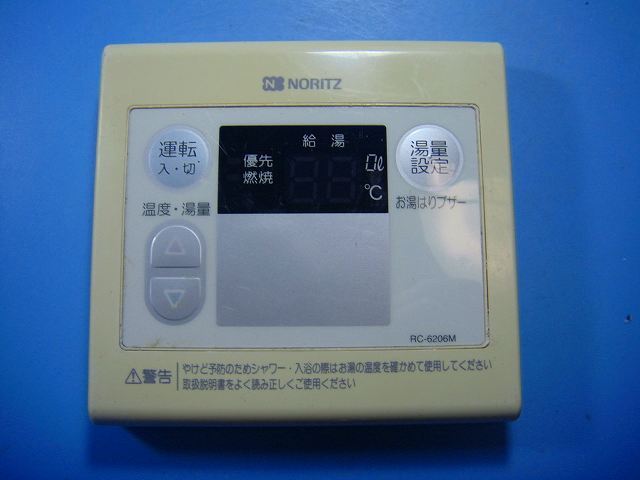 NORITZ
運転
入・切
給湯
優先
燃焼
0ℓ
℃
湯量
設定
お湯はりブザー
温度・湯量
RC-6206M
警告
やけど予防のためシャワー・入浴の際はお湯の温度を確かめて使用してください
取扱説明書をよく読み正しくご使用ください